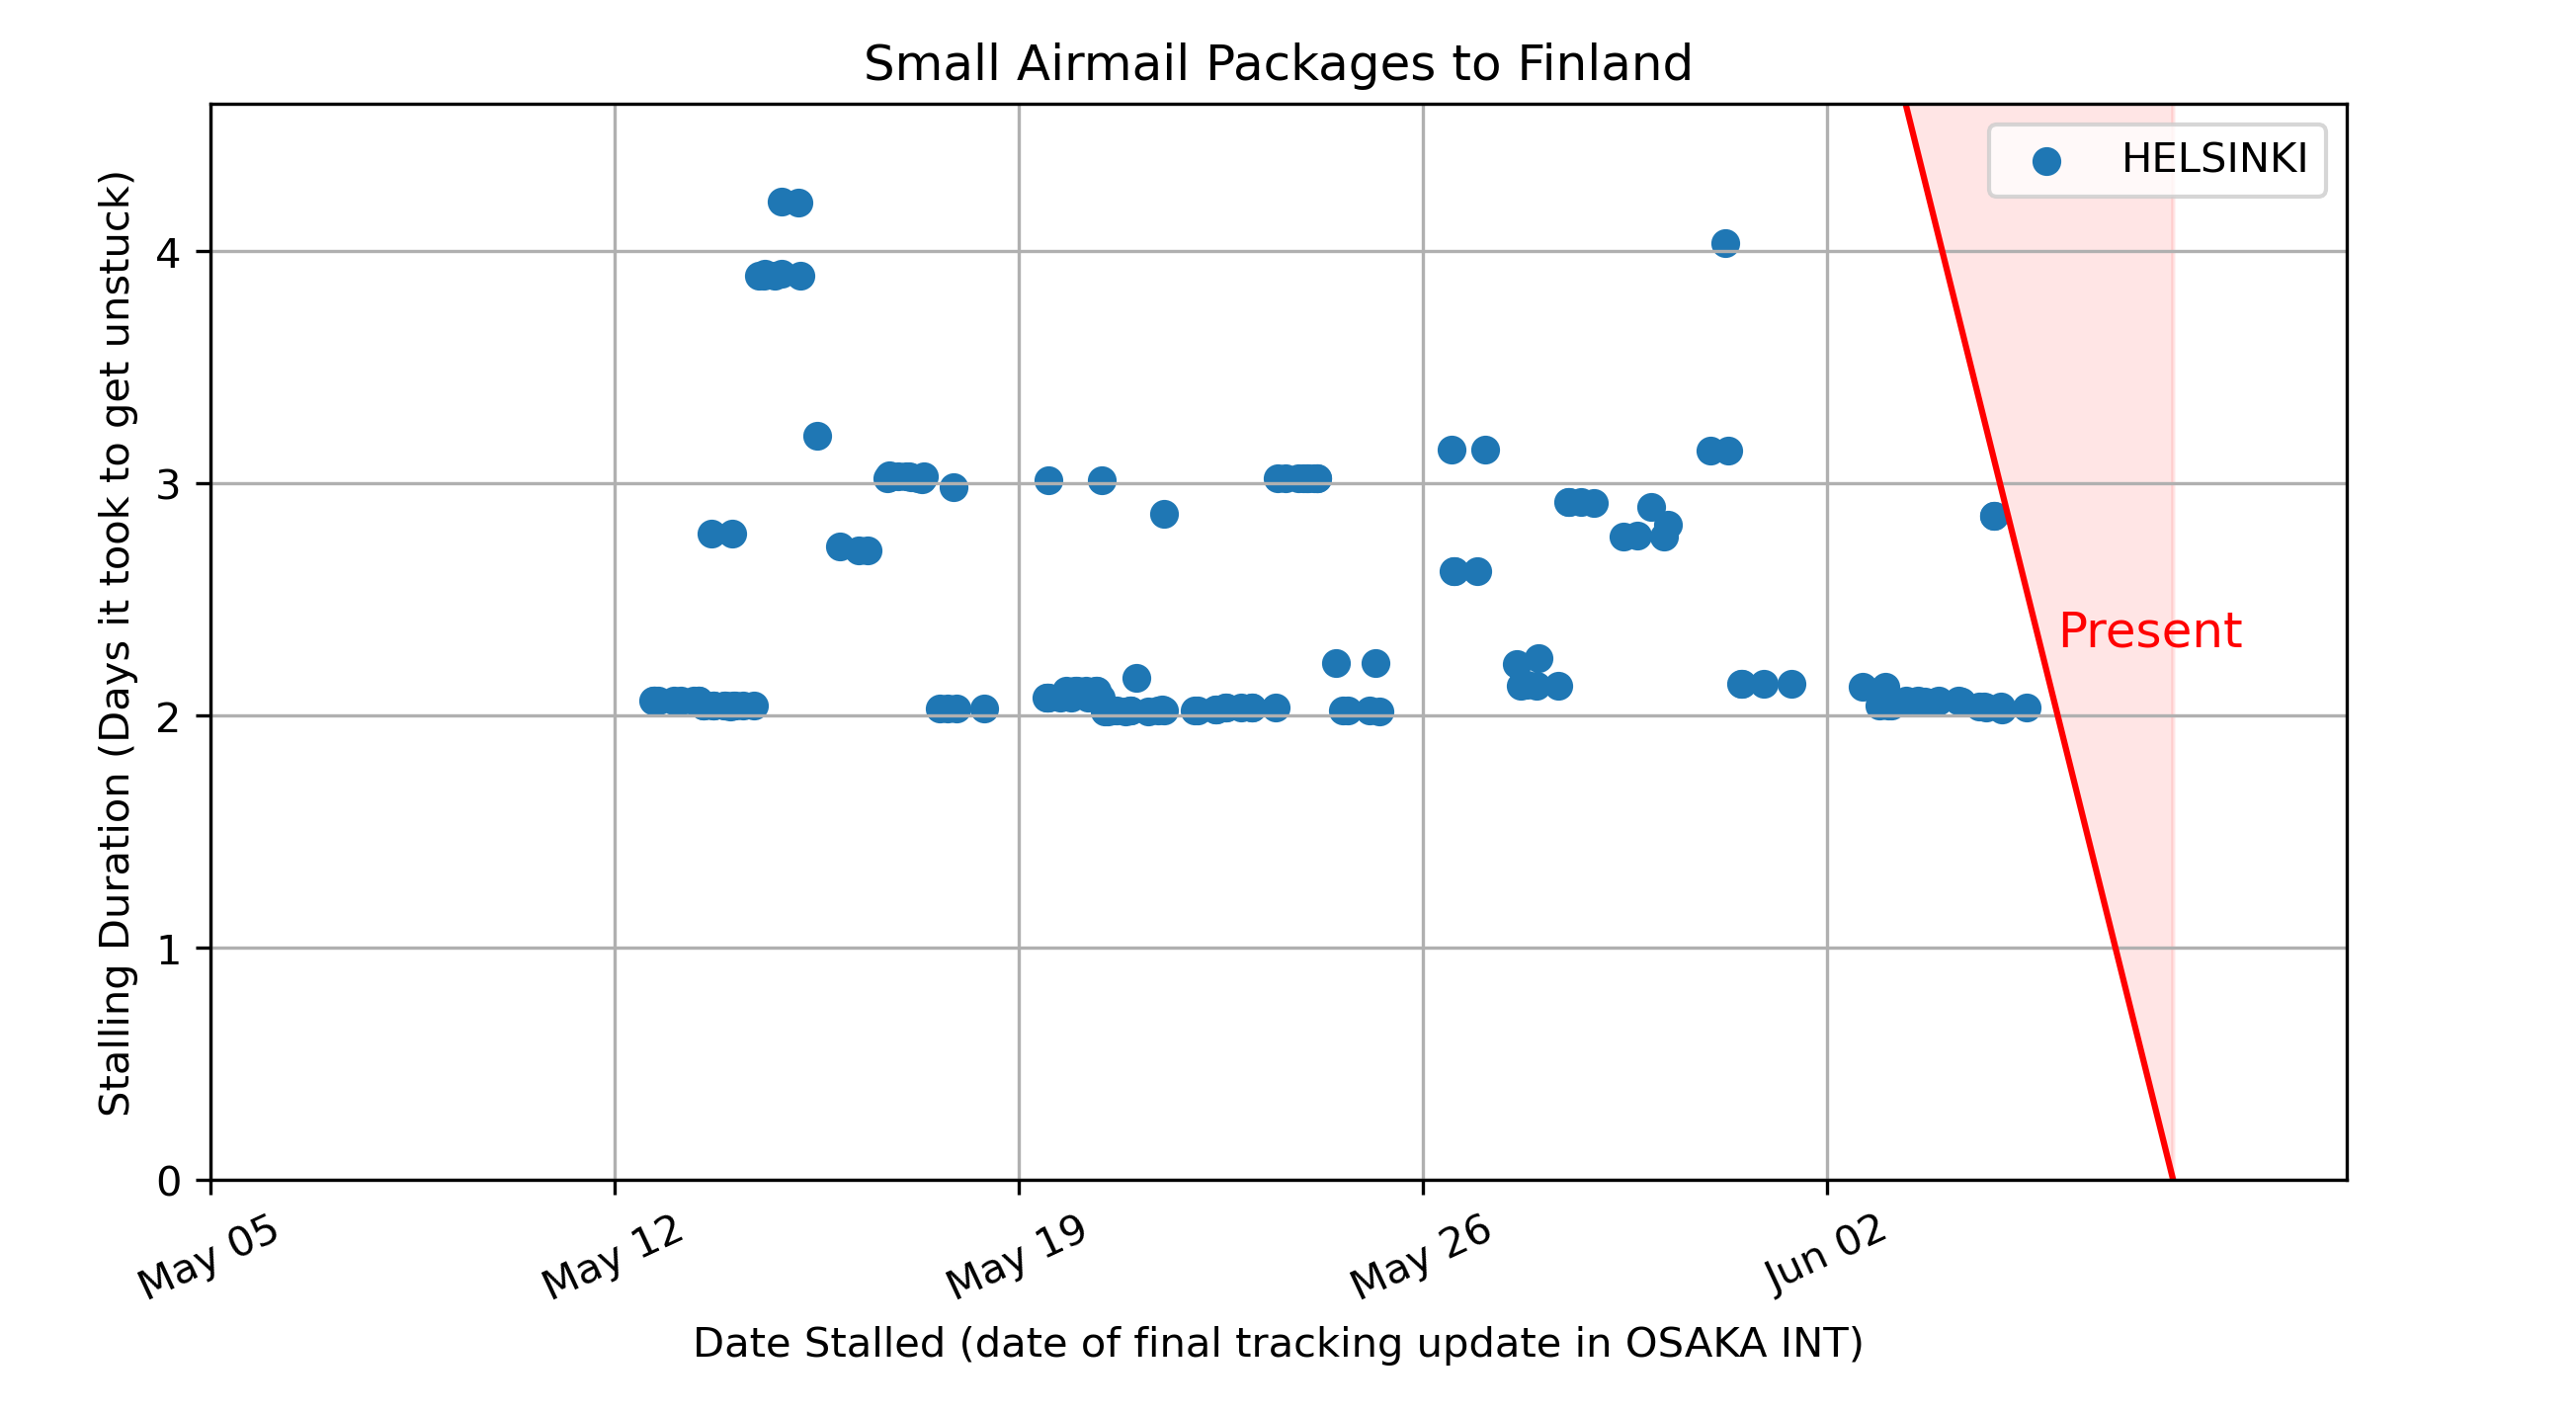 Small Airmail Packages to Finland
HELSINKI
Stalling Duration (Days it took to get unstuck)
4
3
2
1
0
Present
May 05
May 12
May 19
May 26
Jun 02
Date Stalled (date of final tracking update in OSAKA INT)